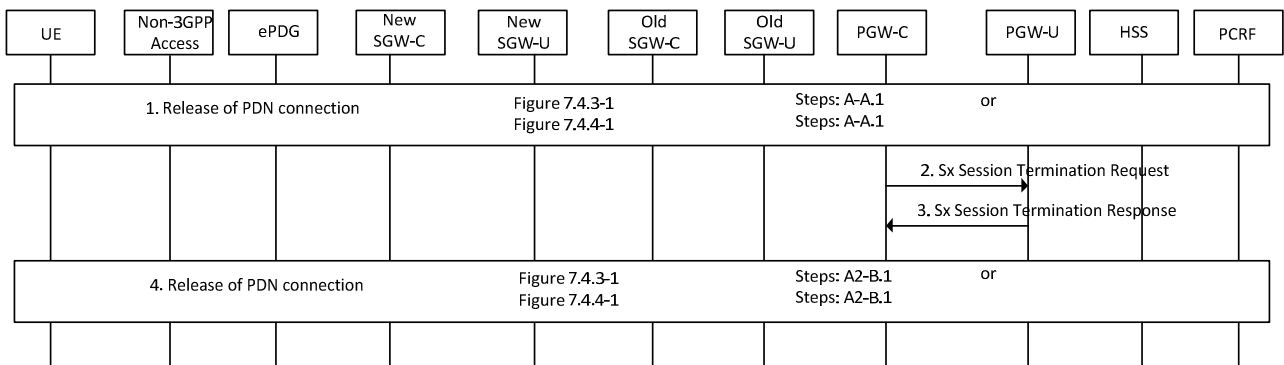 UE
Non-3GPP
Access
ePDG
New
SGW-C
New
SGW-U
Old
SGW-C
Old
SGW-U
PGW-C
PGW-U
HSS
PCRF
1. Release of PDN connection
Figure 7.4.3-1
Steps: A-A.1
or
Figure 7.4.4-1
Steps: A-A.1
2. Sx Session Termination Request
3. Sx Session Termination Response
4. Release of PDN connection
Figure 7.4.3-1
Steps: A2-B.1
or
Figure 7.4.4-1
Steps: A2-B.1